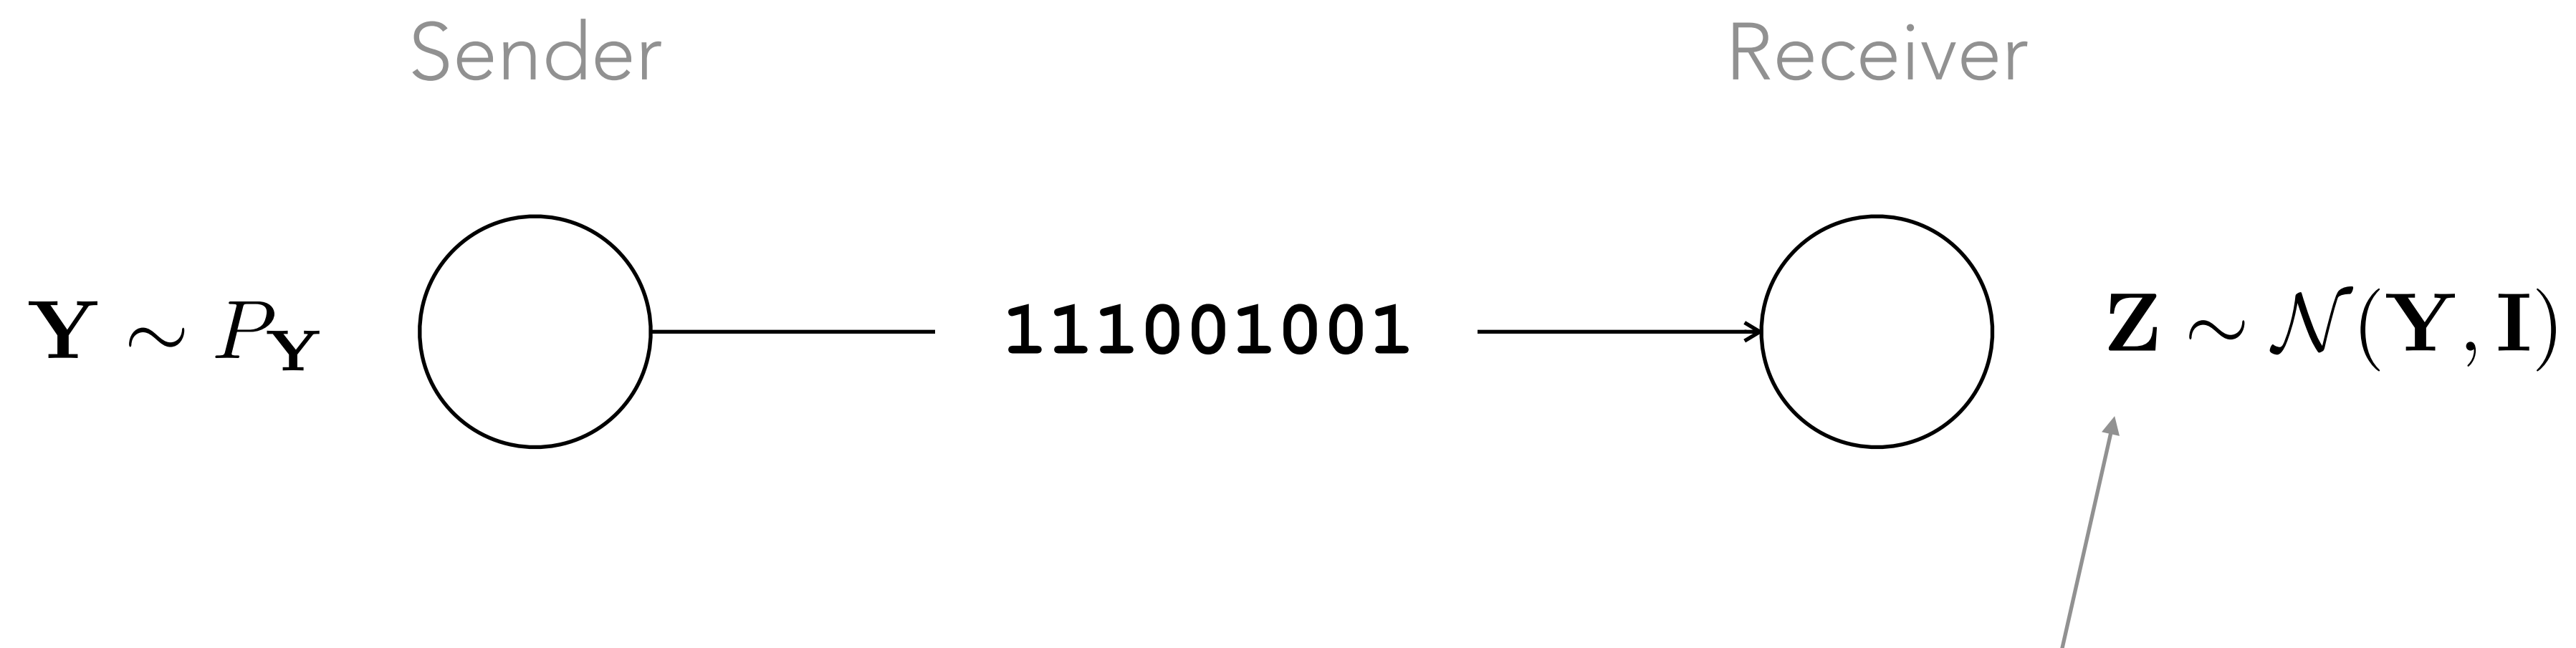 Sender Receiver
Y ∼ P_Y 111001001 Z ∼ 𝒩(Y, I)